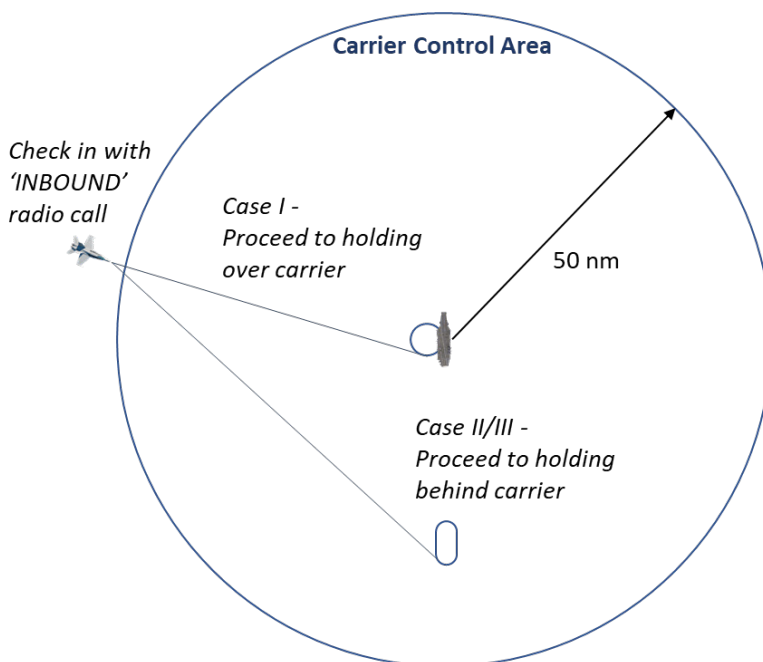 Carrier Control Area
Check in with
‘INBOUND’
radio call
Case I -
Proceed to holding
over carrier
50 nm
Case II/III -
Proceed to holding
behind carrier